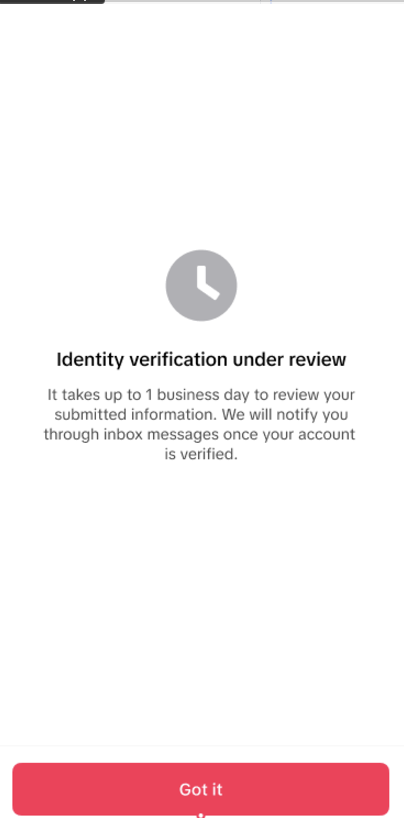 Identity verification under review
It takes up to 1 business day to review your
submitted information. We will notify you
through inbox messages once your account
is verified.
Got it